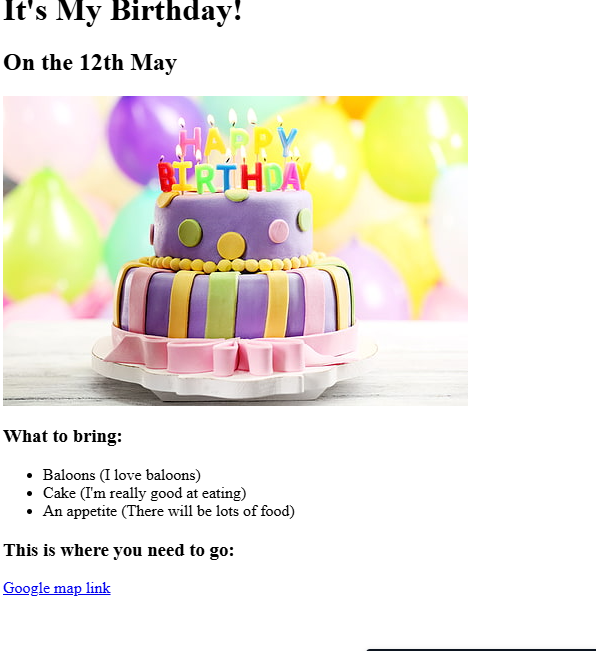 It's My Birthday!
On the 12th May
HAPPY
BIRTHDAY
What to bring:
Baloons (I love baloons)
Cake (I'm really good at eating)
An appetite (There will be lots of food)
This is where you need to go:
Google map link